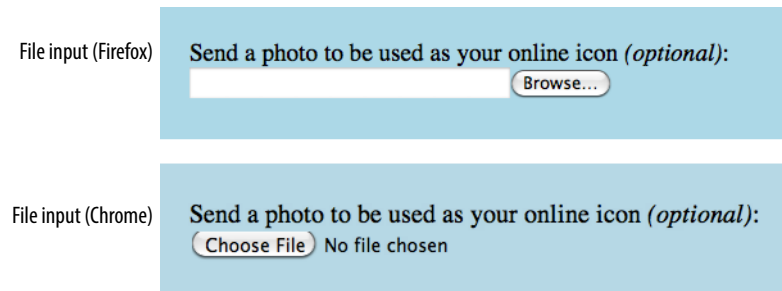 File input (Firefox)
Send a photo to be used as your online icon (optional):
Browse...
File input (Chrome)
Send a photo to be used as your online icon (optional):
Choose File No file chosen